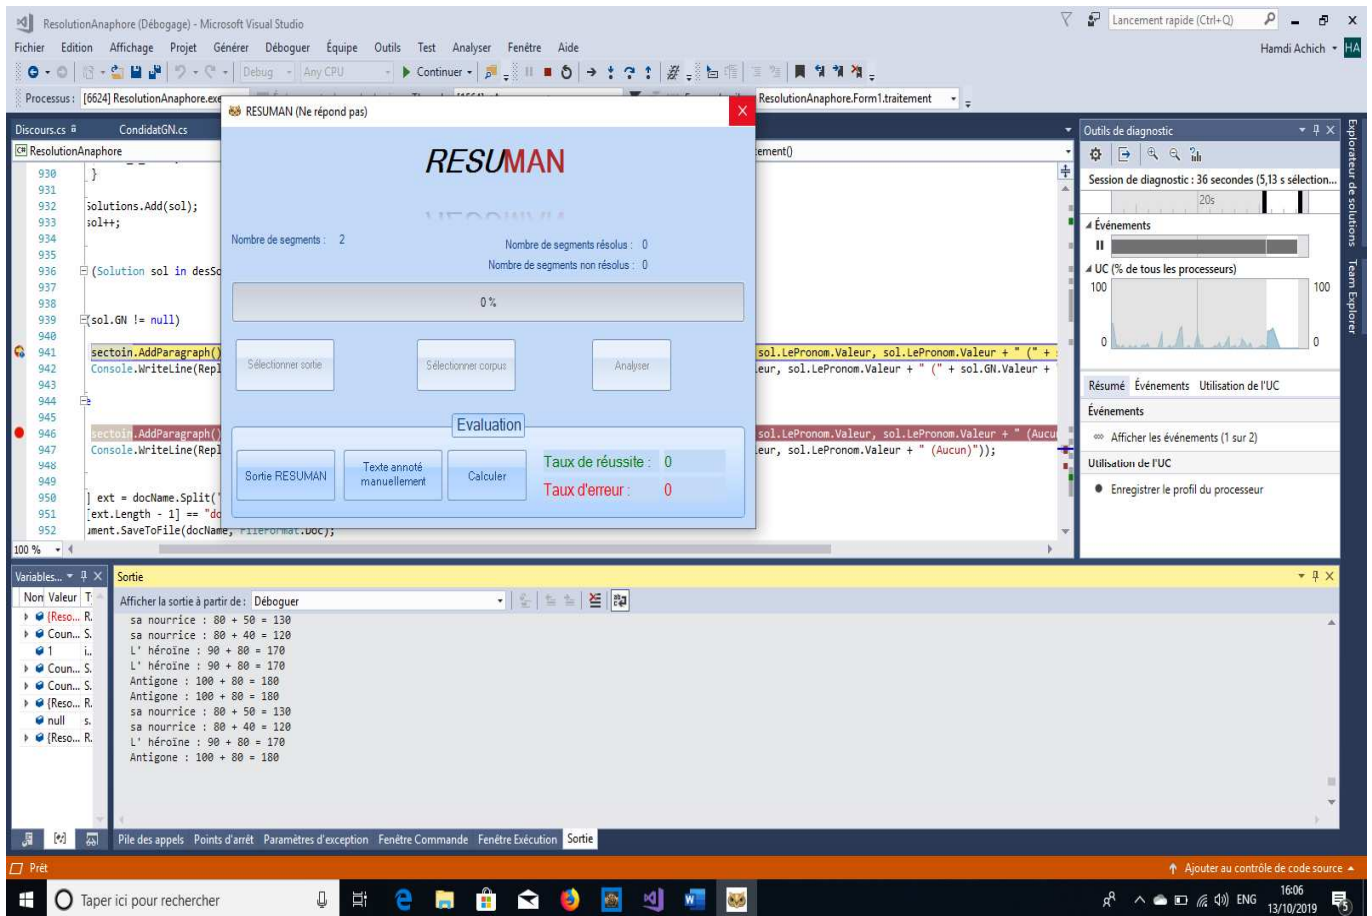 ResolutionAnaphore (Débogage) - Microsoft Visual Studio
Lancement rapide (Ctrl+Q)
Fichier Edition Affichage Projet Générer Déboguer Équipe Outils Test Analyser Fenêtre Aide
Hamdi Achich HA
Debug Any CPU Continuer
Processus : [6624] ResolutionAnaphore.exe
ResolutionAnaphore.Form1.traitement
RESUMAN (Ne répond pas)
Discours.cs CondidatGN.cs
Outils de diagnostic
Explorateur de solutions
Team Explorer
C# ResolutionAnaphore
tement()
RESUMAN
Session de diagnostic : 36 secondes (5,13 s sélection...
20s
Événements
UC (% de tous les processeurs)
100 100
0 0
Résumé Événements Utilisation de l'UC
Événements
Afficher les événements (1 sur 2)
Utilisation de l'UC
Enregistrer le profil du processeur
Nombre de segments : 2
Nombre de segments résolus : 0
Nombre de segments non résolus : 0
0 %
Sélectionner sortie Sélectionner corpus Analyser
Evaluation
Sortie RESUMAN
Texte annoté
manuellement
Calculer
Taux de réussite : 0
Taux d'erreur : 0
930 }
931
932 Solutions.Add(sol);
933 sol++;
934
935
936 (Solution sol in desSo
937
938
939 (sol.GN != null)
940
941 sectoin.AddParagraph() sol.LePronom.Valeur, sol.LePronom.Valeur + " (" +
942 Console.WriteLine(Repl eur, sol.LePronom.Valeur + " (" + sol.GN.Valeur +
943
944 e
945
946 sectoin.AddParagraph() sol.LePronom.Valeur, sol.LePronom.Valeur + " (Aucu
947 Console.WriteLine(Repl eur, sol.LePronom.Valeur + " (Aucun)"));
948
949
950 ] ext = docName.Split('
951 [ext.Length - 1] == "do
952 ument.SaveToFile(docName, FileFormat.Doc);
100 %
Variables...
Non Valeur T
{Reso... R.
Coun... S.
1 i..
Coun... S.
Coun... S.
{Reso... R.
null s.
{Reso... R.
Sortie
Afficher la sortie à partir de : Déboguer
sa nourrice : 80 + 50 = 130
sa nourrice : 80 + 40 = 120
L' héroïne : 90 + 80 = 170
L' héroïne : 90 + 80 = 170
Antigone : 100 + 80 = 180
Antigone : 100 + 80 = 180
sa nourrice : 80 + 50 = 130
sa nourrice : 80 + 40 = 120
L' héroïne : 90 + 80 = 170
Antigone : 100 + 80 = 180
Pile des appels Points d'arrêt Paramètres d'exception Fenêtre Commande Fenêtre Exécution Sortie
Prêt
Ajouter au contrôle de code source
Taper ici pour rechercher
ENG
16:06
13/10/2019
5